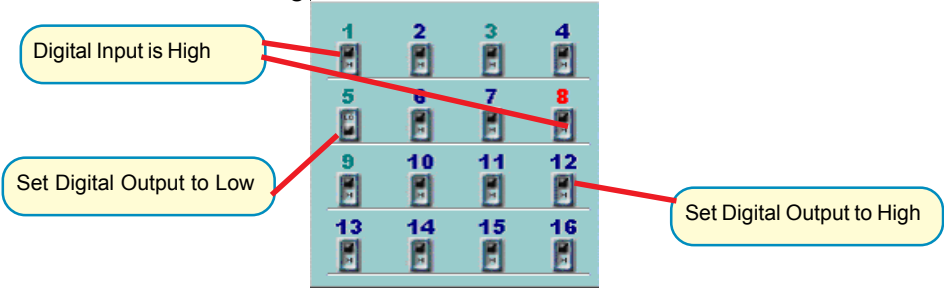 1 2 3 4
Digital Input is High
5 6 7 8
LO
Set Digital Output to Low
9 10 11 12
Set Digital Output to High
13 14 15 16